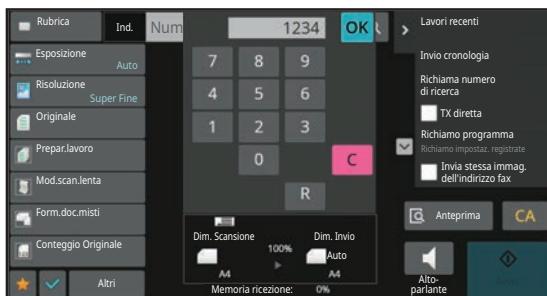 Rubrica
Ind.
Num
1234
OK
Esposizione
Auto
Risoluzione
Super Fine
Originale
Prepar.lavoro
Mod.scan.lenta
Form.doc.misti
Conteggio Originale
Altri
7 8 9
4 5 6
1 2 3
0 C
R
Dim. Scansione
100%
Dim. Invio
Auto
A4
A4
Memoria ricezione: 0%
Lavori recenti
Invio cronologia
Richiama numero
di ricerca
TX diretta
Richiamo programma
Richiamo impostaz. registrate
Invia stessa immag.
dell'indirizzo fax
Anteprima
CA
Alto-
parlante